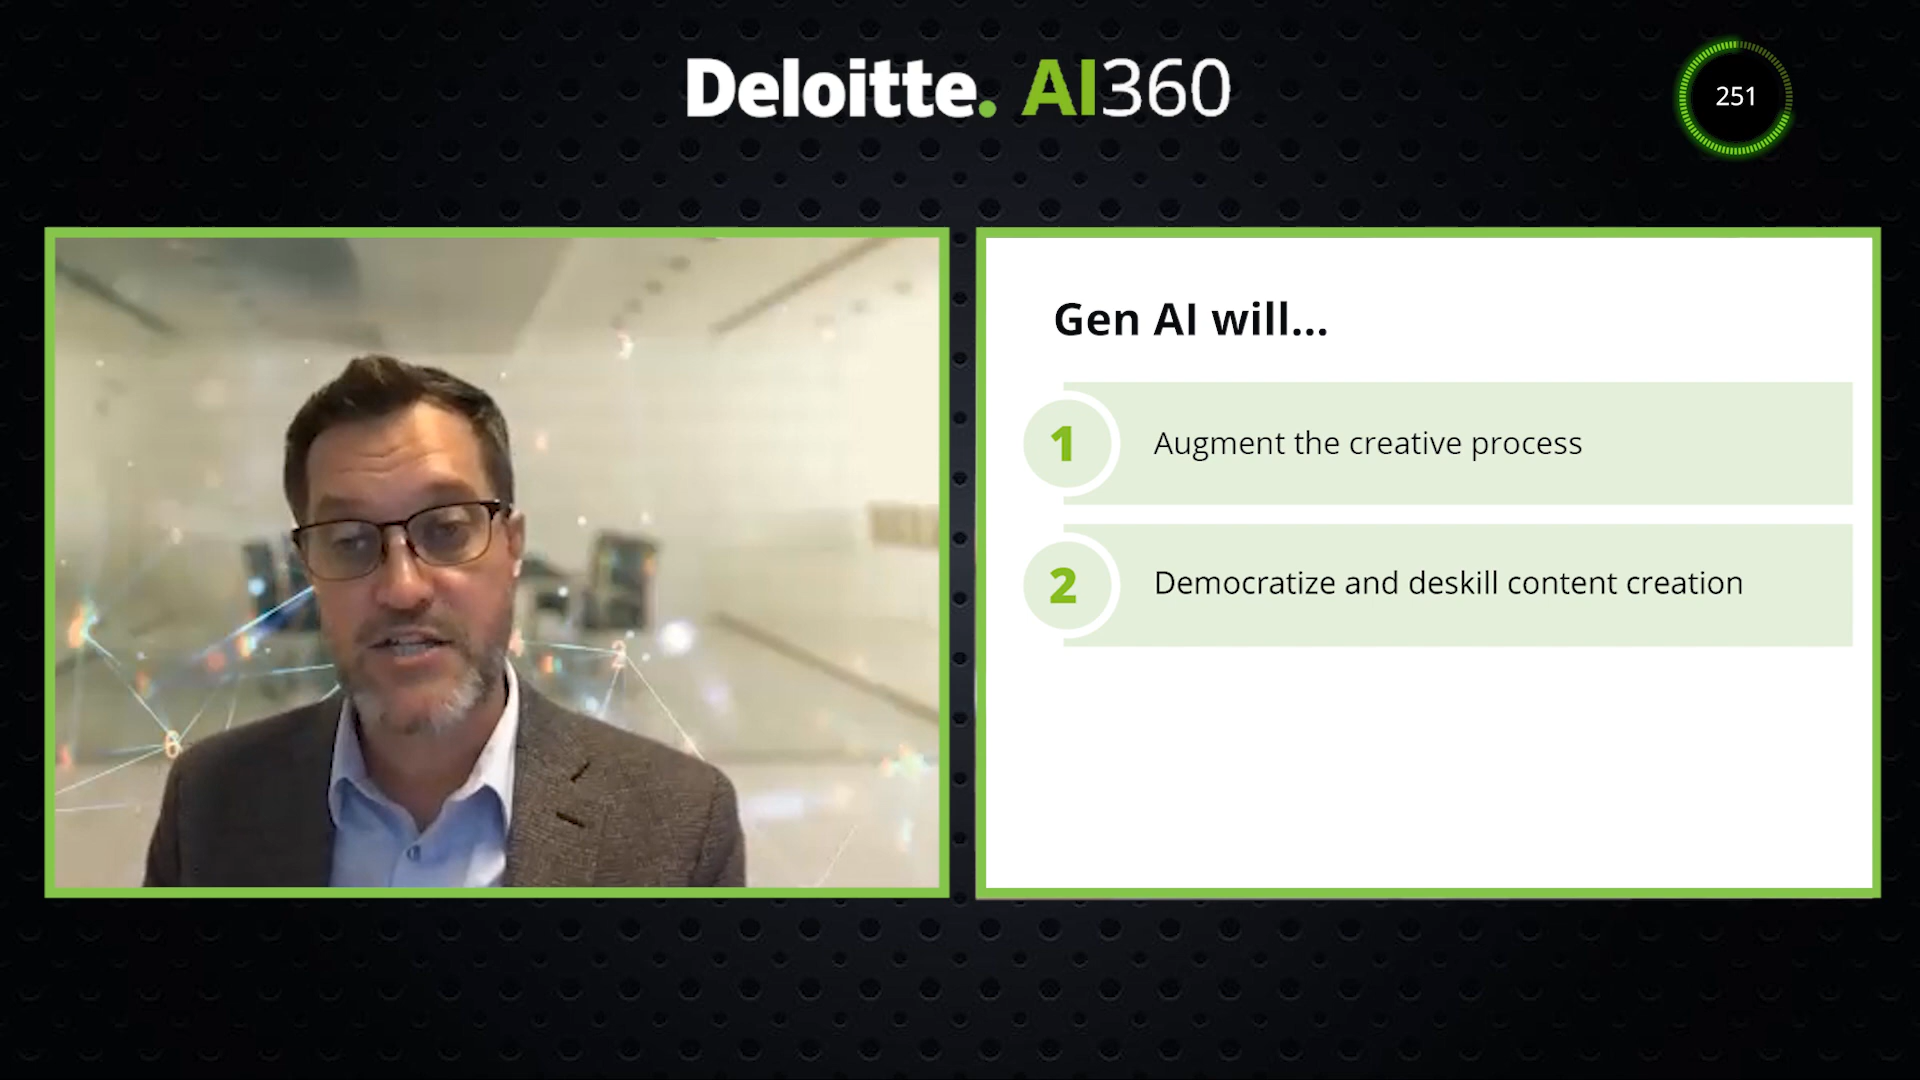 Deloitte. AI360
251
Gen AI will...
1 Augment the creative process
2 Democratize and deskill content creation